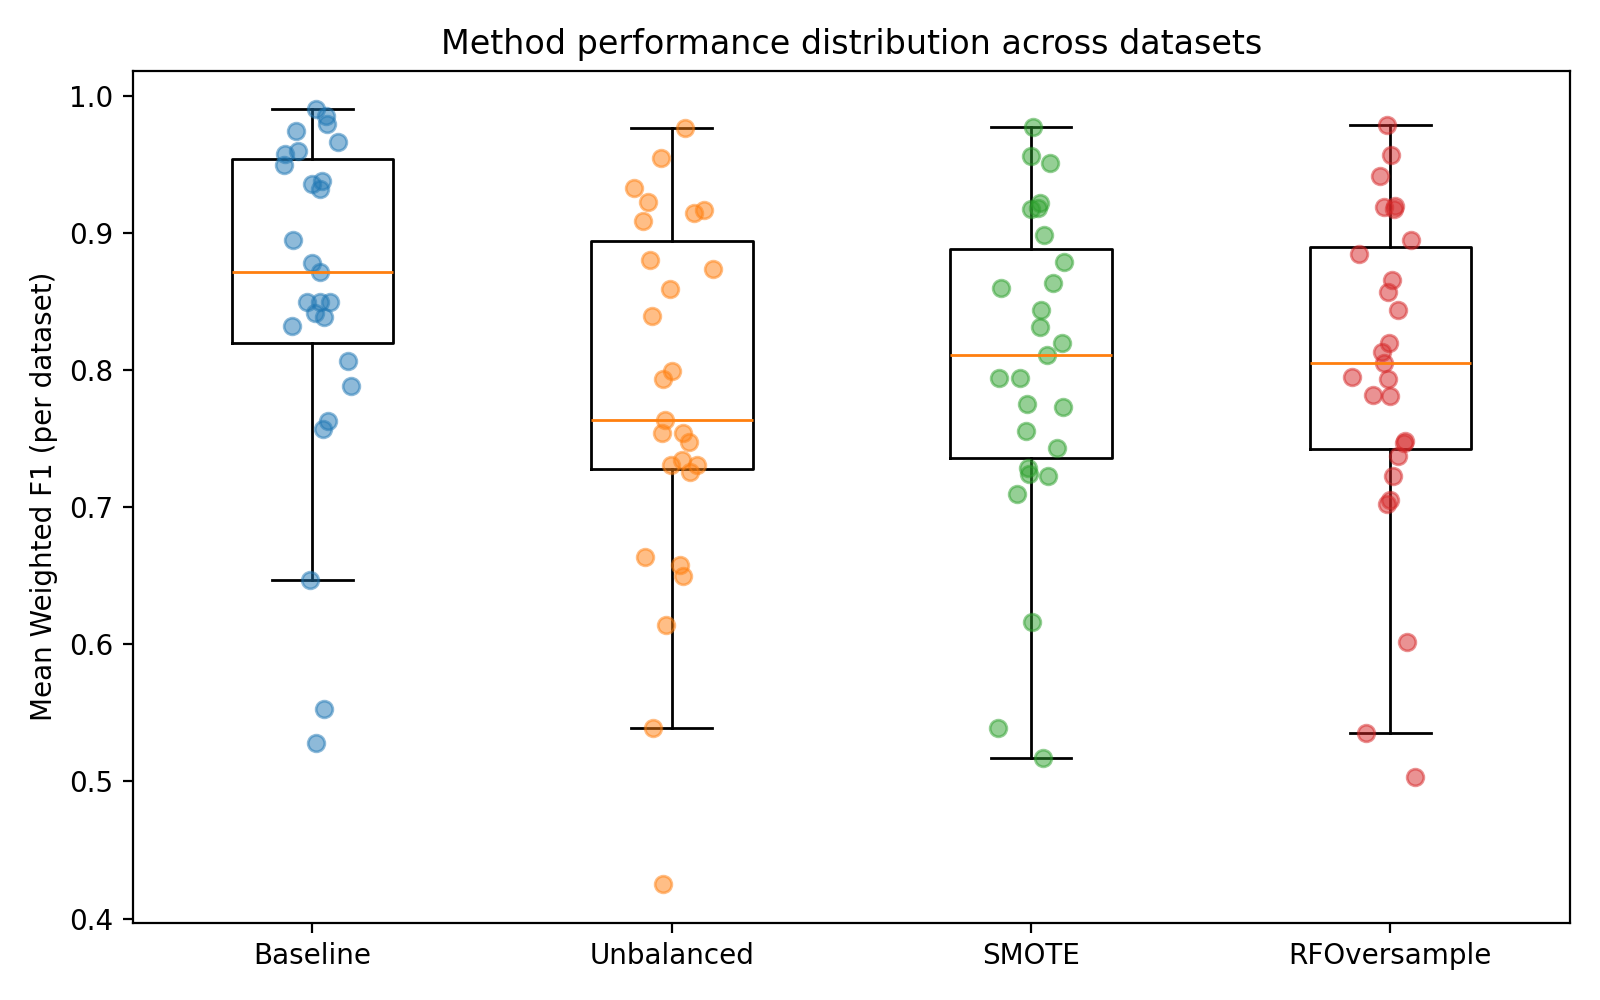 Method performance distribution across datasets
Mean Weighted F1 (per dataset)
1.0
0.9
0.8
0.7
0.6
0.5
0.4
Baseline
Unbalanced
SMOTE
RFOversample